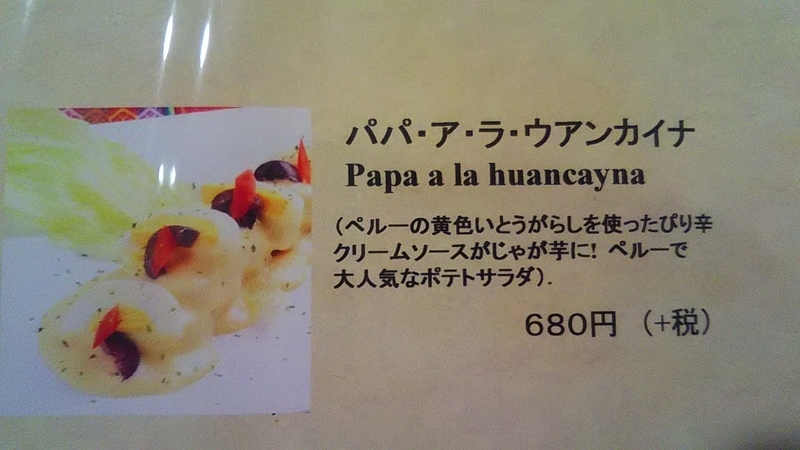 パパ・ア・ラ・ウアンカイナ
Papa a la huancayna
(ペルーの黄色いとうがらしを使ったぴり辛
クリームソースがじゃが芋に! ペルーで
大人気なポテトサラダ).
680円 (+税)